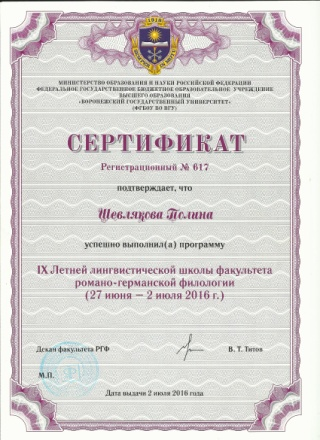 1918
МИНИСТЕРСТВО ОБРАЗОВАНИЯ И НАУКИ РОССИЙСКОЙ ФЕДЕРАЦИИ
ФЕДЕРАЛЬНОЕ ГОСУДАРСТВЕННОЕ БЮДЖЕТНОЕ ОБРАЗОВАТЕЛЬНОЕ УЧРЕЖДЕНИЕ
ВЫСШЕГО ОБРАЗОВАНИЯ
«ВОРОНЕЖСКИЙ ГОСУДАРСТВЕННЫЙ УНИВЕРСИТЕТ»
(ФГБОУ ВО ВГУ)
СЕРТИФИКАТ
Регистрационный № 617
подтверждает, что
Шевлякова Полина
успешно выполнил(а) программу
IX Летней лингвистической школы факультета
романо-германской филологии
(27 июня – 2 июля 2016 г.)
Декан факультета РГФ
В. Т. Титов
М.П.
Дата выдачи 2 июля 2016 года